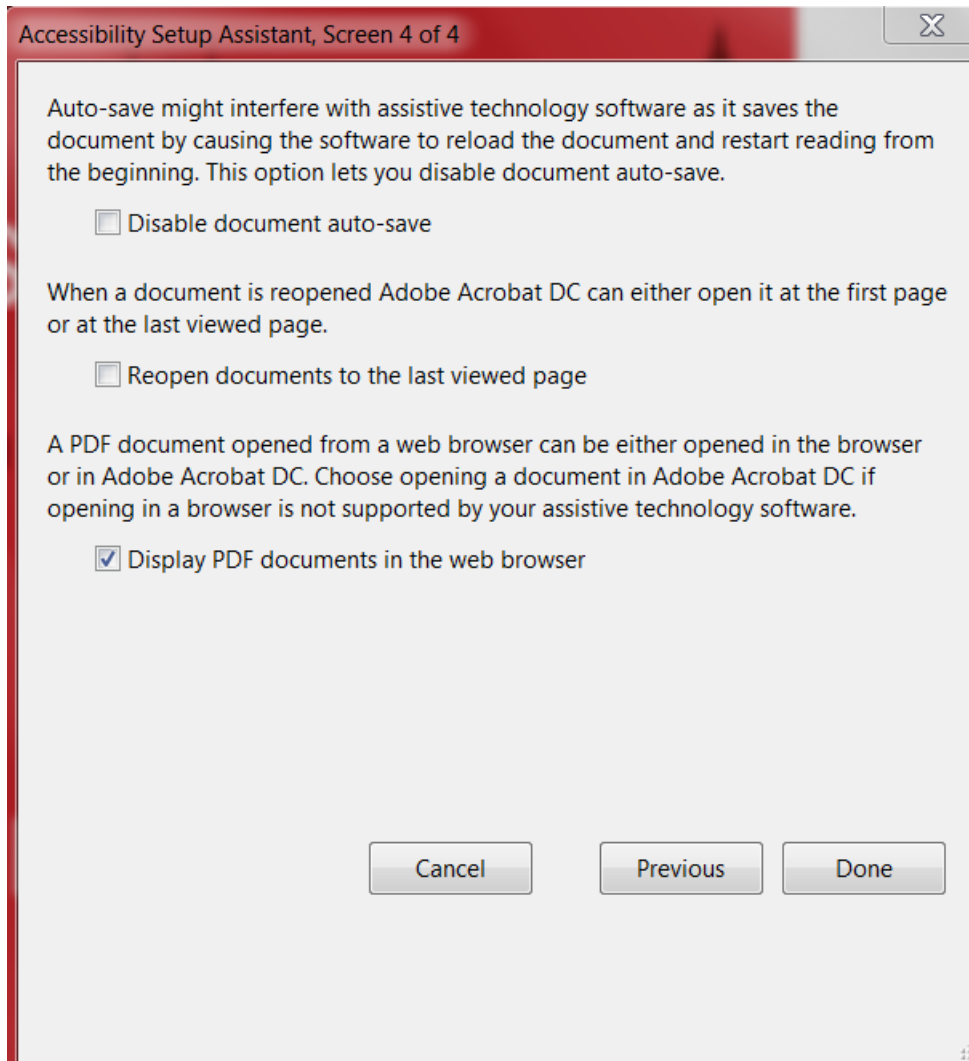 Accessibility Setup Assistant, Screen 4 of 4
Auto-save might interfere with assistive technology software as it saves the
document by causing the software to reload the document and restart reading from
the beginning. This option lets you disable document auto-save.
Disable document auto-save
When a document is reopened Adobe Acrobat DC can either open it at the first page
or at the last viewed page.
Reopen documents to the last viewed page
A PDF document opened from a web browser can be either opened in the browser
or in Adobe Acrobat DC. Choose opening a document in Adobe Acrobat DC if
opening in a browser is not supported by your assistive technology software.
Display PDF documents in the web browser
Cancel Previous Done